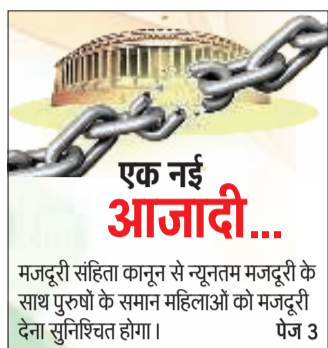 एक नई
आजादी...
मजदूरी संहिता कानून से न्यूनतम मजदूरी के
साथ पुरुषों के समान महिलाओं को मजदूरी
देना सुनिश्चित होगा। पेज 3